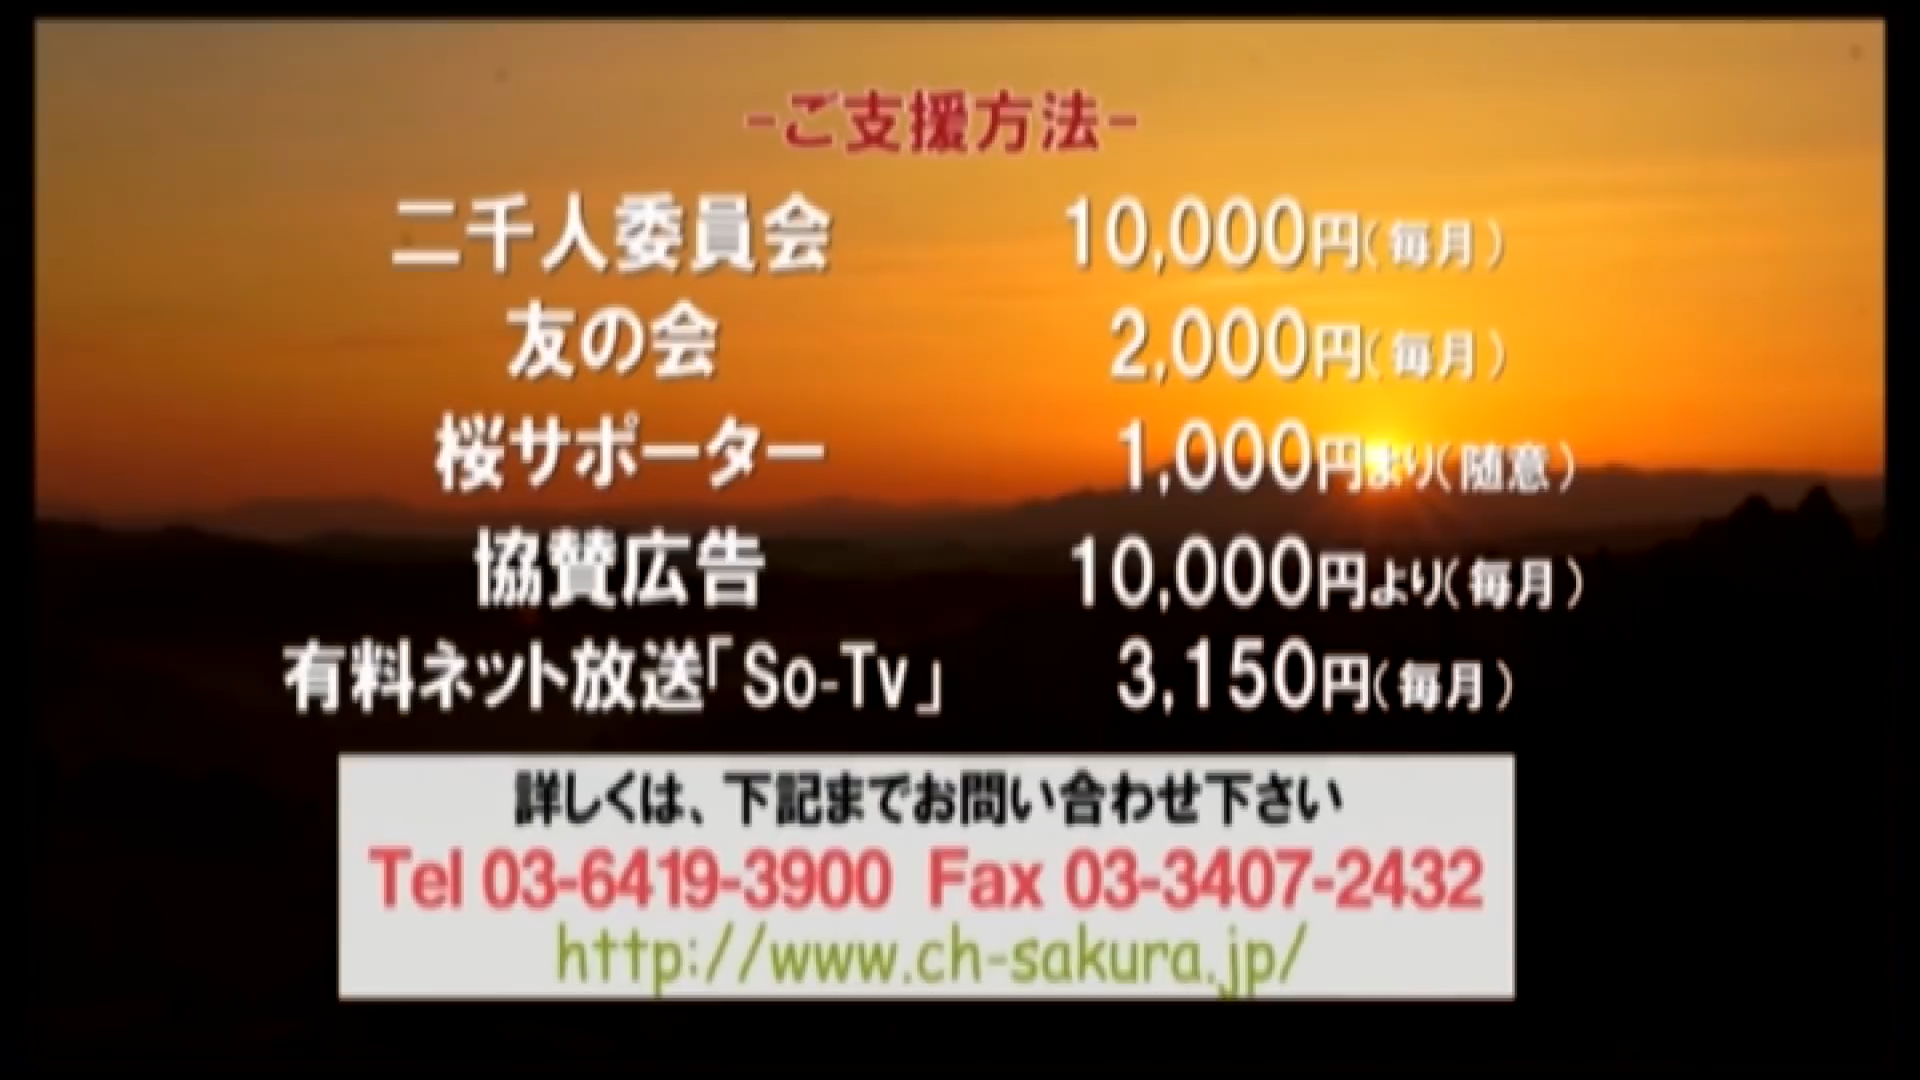 -ご支援方法-
二千人委員会 10,000円(毎月)
友の会 2,000円(毎月)
桜サポーター 1,000円より(随意)
協賛広告 10,000円より(毎月)
有料ネット放送「So-Tv」 3,150円(毎月)
詳しくは、下記までお問い合わせ下さい
Tel 03-6419-3900 Fax 03-3407-2432
http://www.ch-sakura.jp/